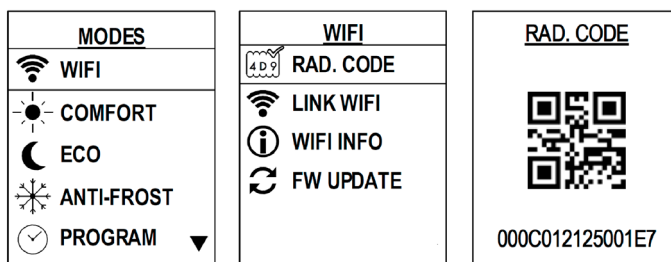 MODES
WIFI
COMFORT
ECO
ANTI-FROST
PROGRAM
WIFI
4D9
RAD. CODE
LINK WIFI
WIFI INFO
FW UPDATE
RAD. CODE
000C012125001E7